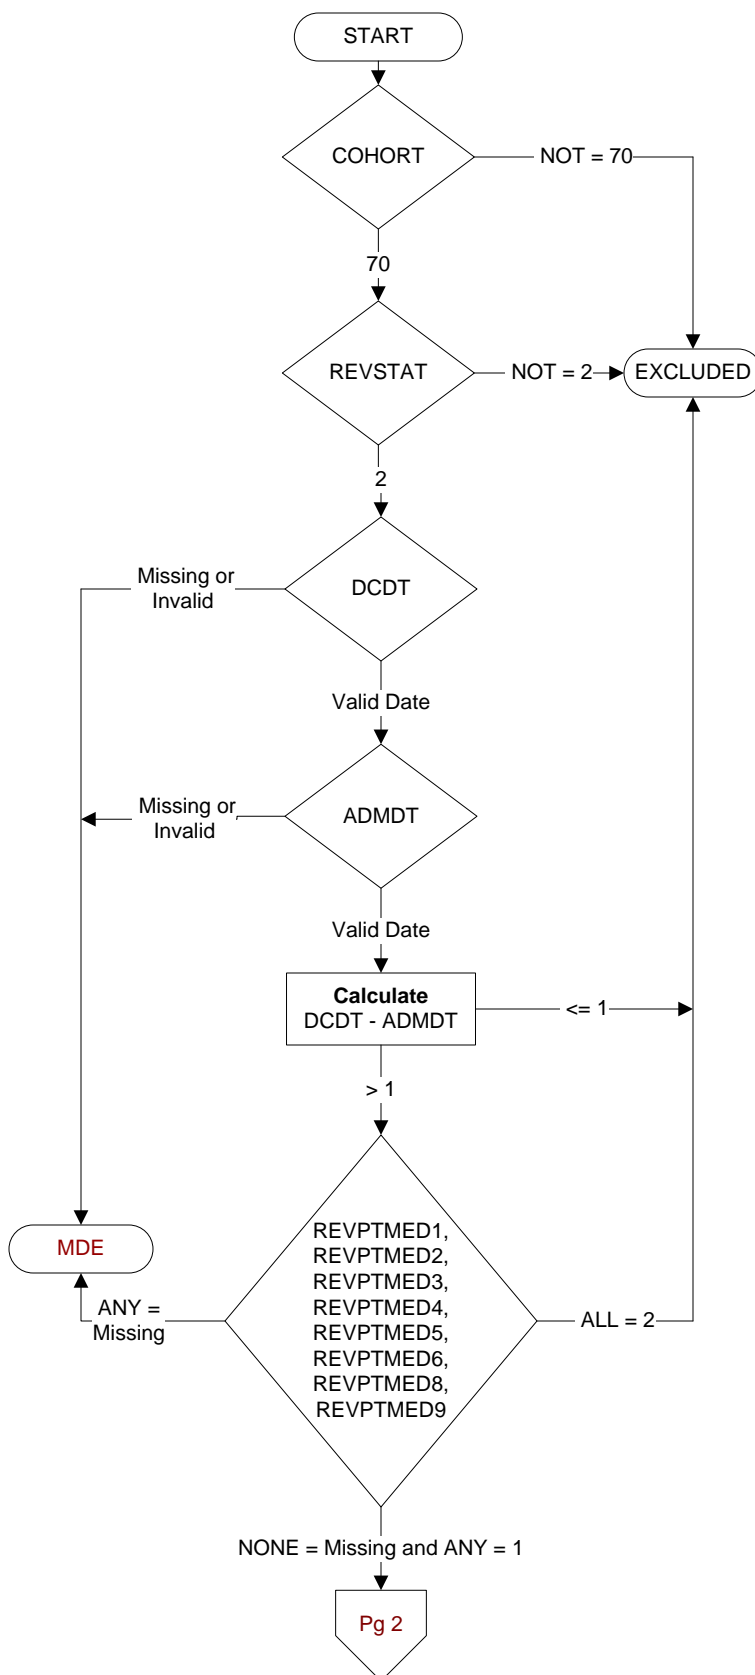 START
COHORT
NOT = 70
70
REVSTAT
NOT = 2
EXCLUDED
2
Missing or
Invalid
DCDT
Valid Date
Missing or
Invalid
ADMDT
Valid Date
Calculate
DCDT - ADMDT
<= 1
> 1
MDE
REVPTMED1,
REVPTMED2,
REVPTMED3,
REVPTMED4,
REVPTMED5,
REVPTMED6,
REVPTMED8,
REVPTMED9
ANY =
Missing
ALL = 2
NONE = Missing and ANY = 1
Pg 2